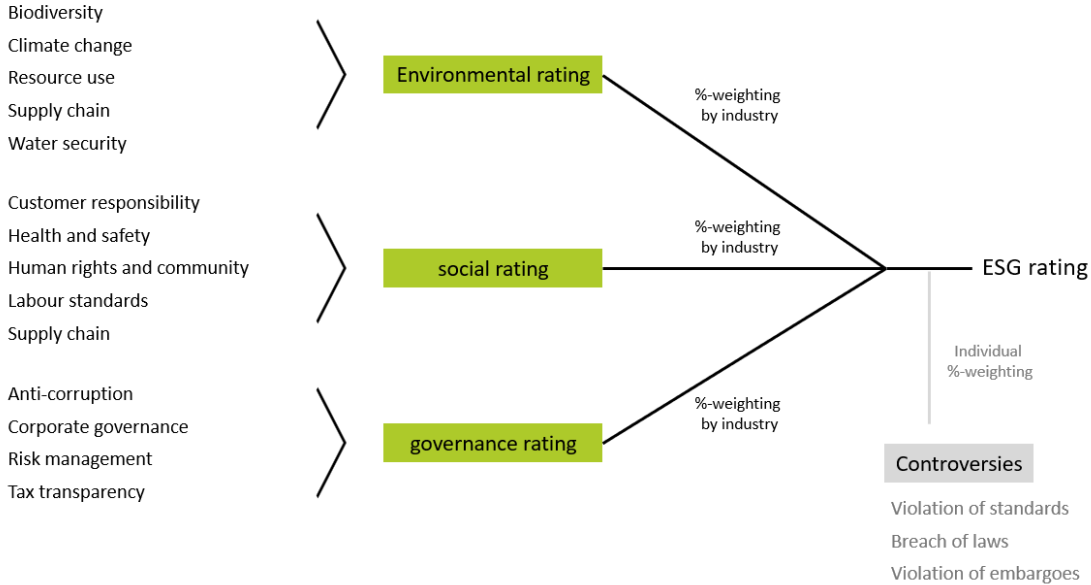 Biodiversity
Climate change
Resource use
Supply chain
Water security
Environmental rating
%-weighting
by industry
Customer responsibility
Health and safety
Human rights and community
Labour standards
Supply chain
social rating
%-weighting
by industry
ESG rating
Anti-corruption
Corporate governance
Risk management
Tax transparency
governance rating
%-weighting
by industry
Individual
%-weighting
Controversies
Violation of standards
Breach of laws
Violation of embargoes